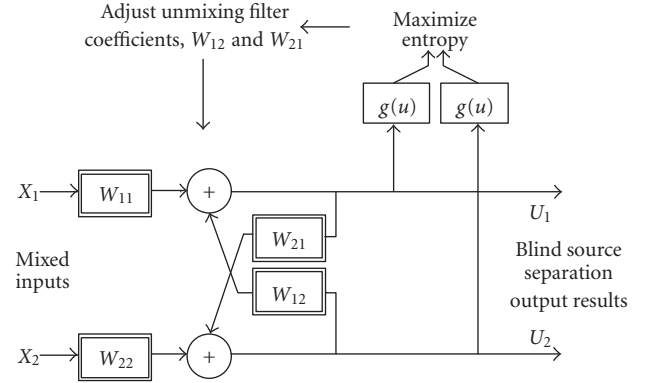 Adjust unmixing filter
coefficients, W12 and W21
Maximize
entropy
g(u)
g(u)
X1
W11
+
U1
W21
Mixed
inputs
Blind source
separation
output results
W12
X2
W22
+
U2